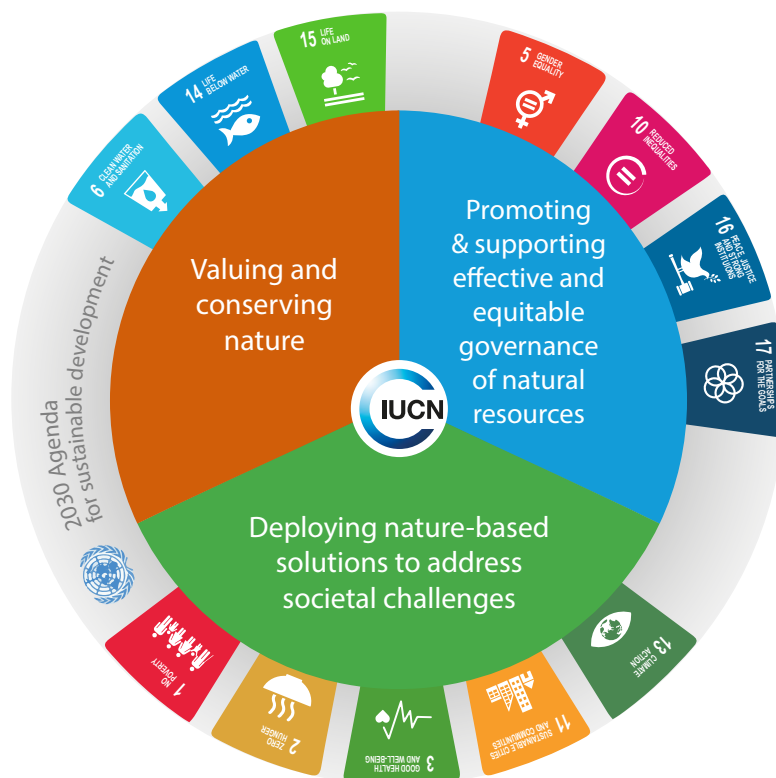 15 LIFE
ON LAND
14 LIFE
BELOW WATER
6 CLEAN WATER
AND SANITATION
5 GENDER
EQUALITY
10 REDUCED
INEQUALITIES
16 PEACE, JUSTICE
AND STRONG
INSTITUIONS
17 PARTNERSHIPS
FOR THE GOALS
Valuing and
conserving
nature
Promoting
& supporting
effective and
equitable
governance
of natural
resources
IUCN
Deploying nature-based
solutions to address
societal challenges
2030 Agenda
for sustainable development
1 NO
POVERTY
2 ZERO
HUNGER
3 GOOD HEALTH
AND WELL-BEING
11 SUSTAINABLE CITIES
AND COMMUNITIES
13 CLIMATE
ACTION